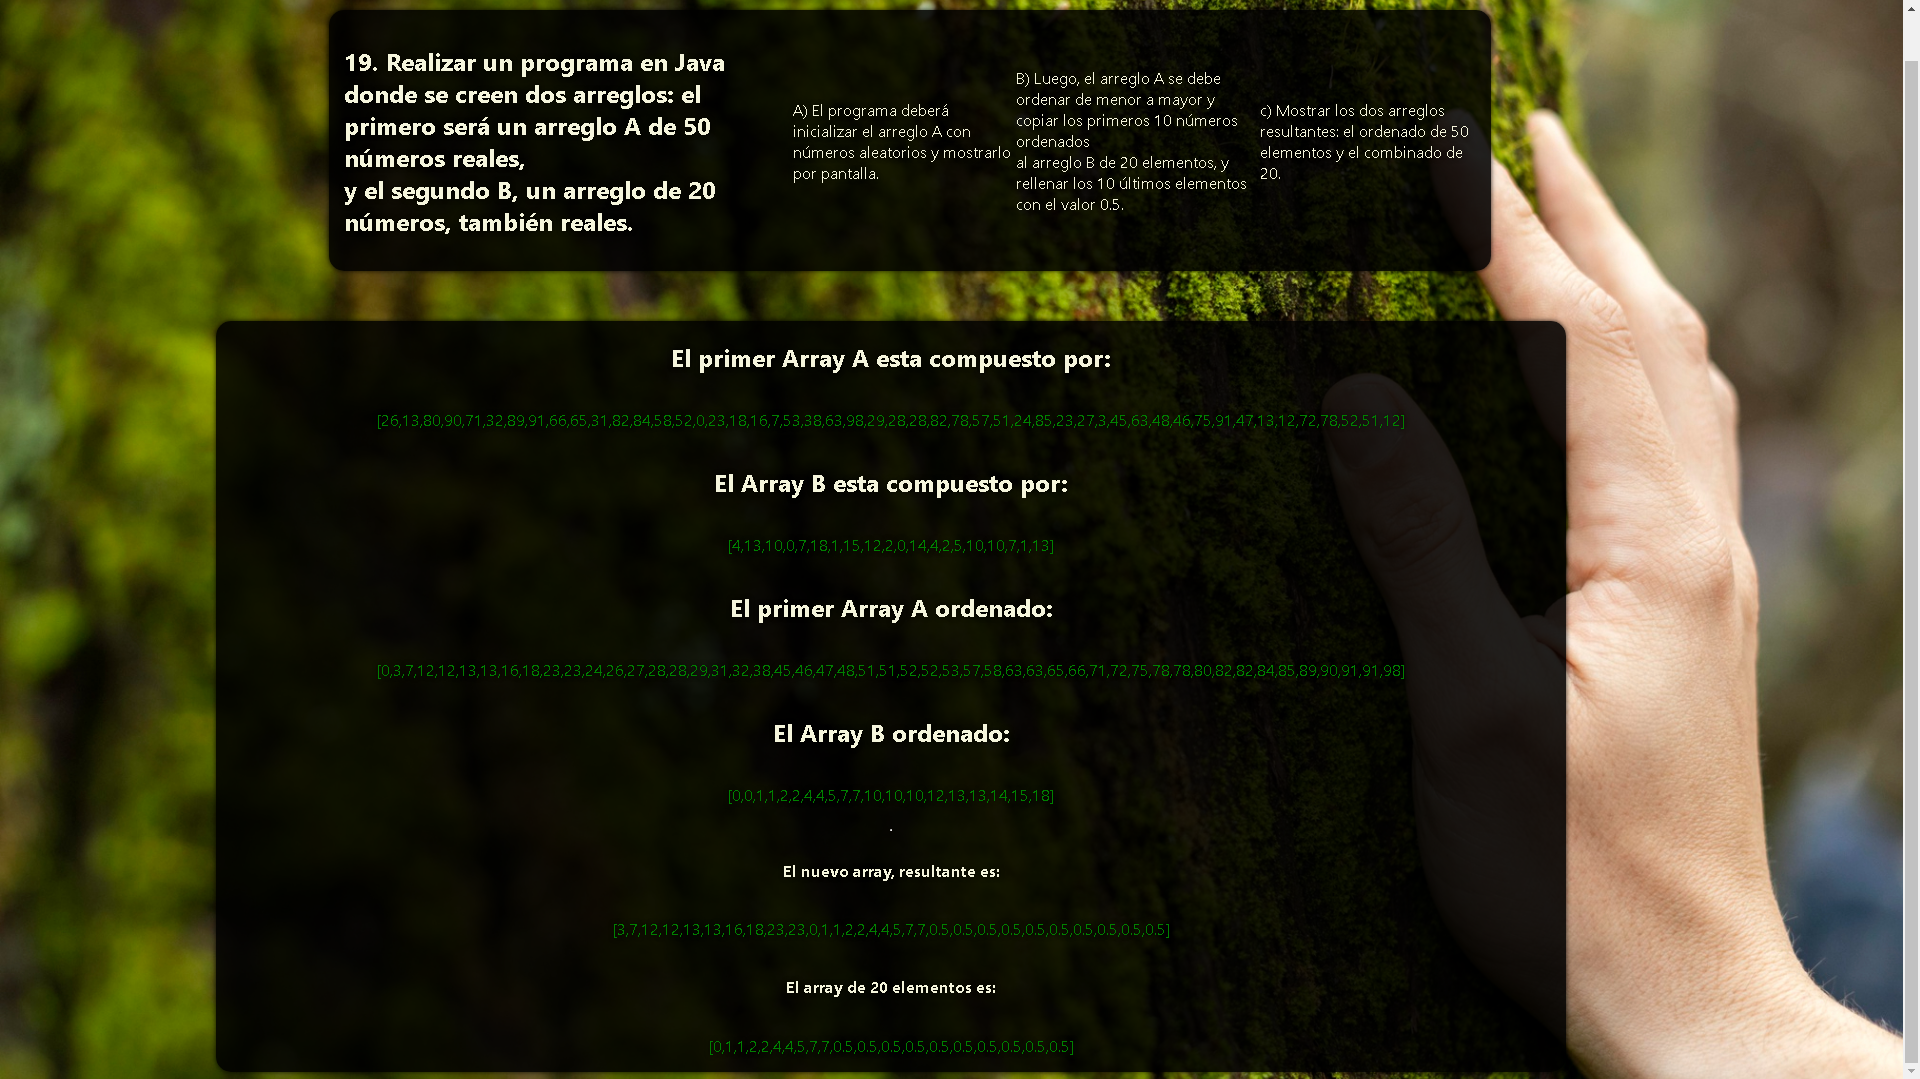 19. Realizar un programa en Java
donde se creen dos arreglos: el
primero será un arreglo A de 50
números reales,
y el segundo B, un arreglo de 20
números, también reales.
A) El programa deberá
inicializar el arreglo A con
números aleatorios y mostrarlo
por pantalla.
B) Luego, el arreglo A se debe
ordenar de menor a mayor y
copiar los primeros 10 números
ordenados
al arreglo B de 20 elementos, y
rellenar los 10 últimos elementos
con el valor 0.5.
c) Mostrar los dos arreglos
resultantes: el ordenado de 50
elementos y el combinado de
20.
El primer Array A esta compuesto por:
[26,13,80,90,71,32,89,91,66,65,31,82,84,58,52,0,23,18,16,7,53,38,63,98,29,28,28,82,78,57,51,24,85,23,27,3,45,63,48,46,75,91,47,13,12,72,78,52,51,12]
El Array B esta compuesto por:
[4,13,10,0,7,18,1,15,12,2,0,14,4,2,5,10,10,7,1,13]
El primer Array A ordenado:
[0,3,7,12,12,13,13,16,18,23,23,24,26,27,28,28,29,31,32,38,45,46,47,48,51,51,52,52,53,57,58,63,63,65,66,71,72,75,78,78,80,82,82,84,85,89,90,91,91,98]
El Array B ordenado:
[0,0,1,1,2,2,4,4,5,7,7,10,10,10,12,13,13,14,15,18]
.
El nuevo array, resultante es:
[3,7,12,12,13,13,16,18,23,23,0,1,1,2,2,4,4,5,7,7,0.5,0.5,0.5,0.5,0.5,0.5,0.5,0.5,0.5,0.5]
El array de 20 elementos es:
[0,1,1,2,2,4,4,5,7,7,0.5,0.5,0.5,0.5,0.5,0.5,0.5,0.5,0.5,0.5]